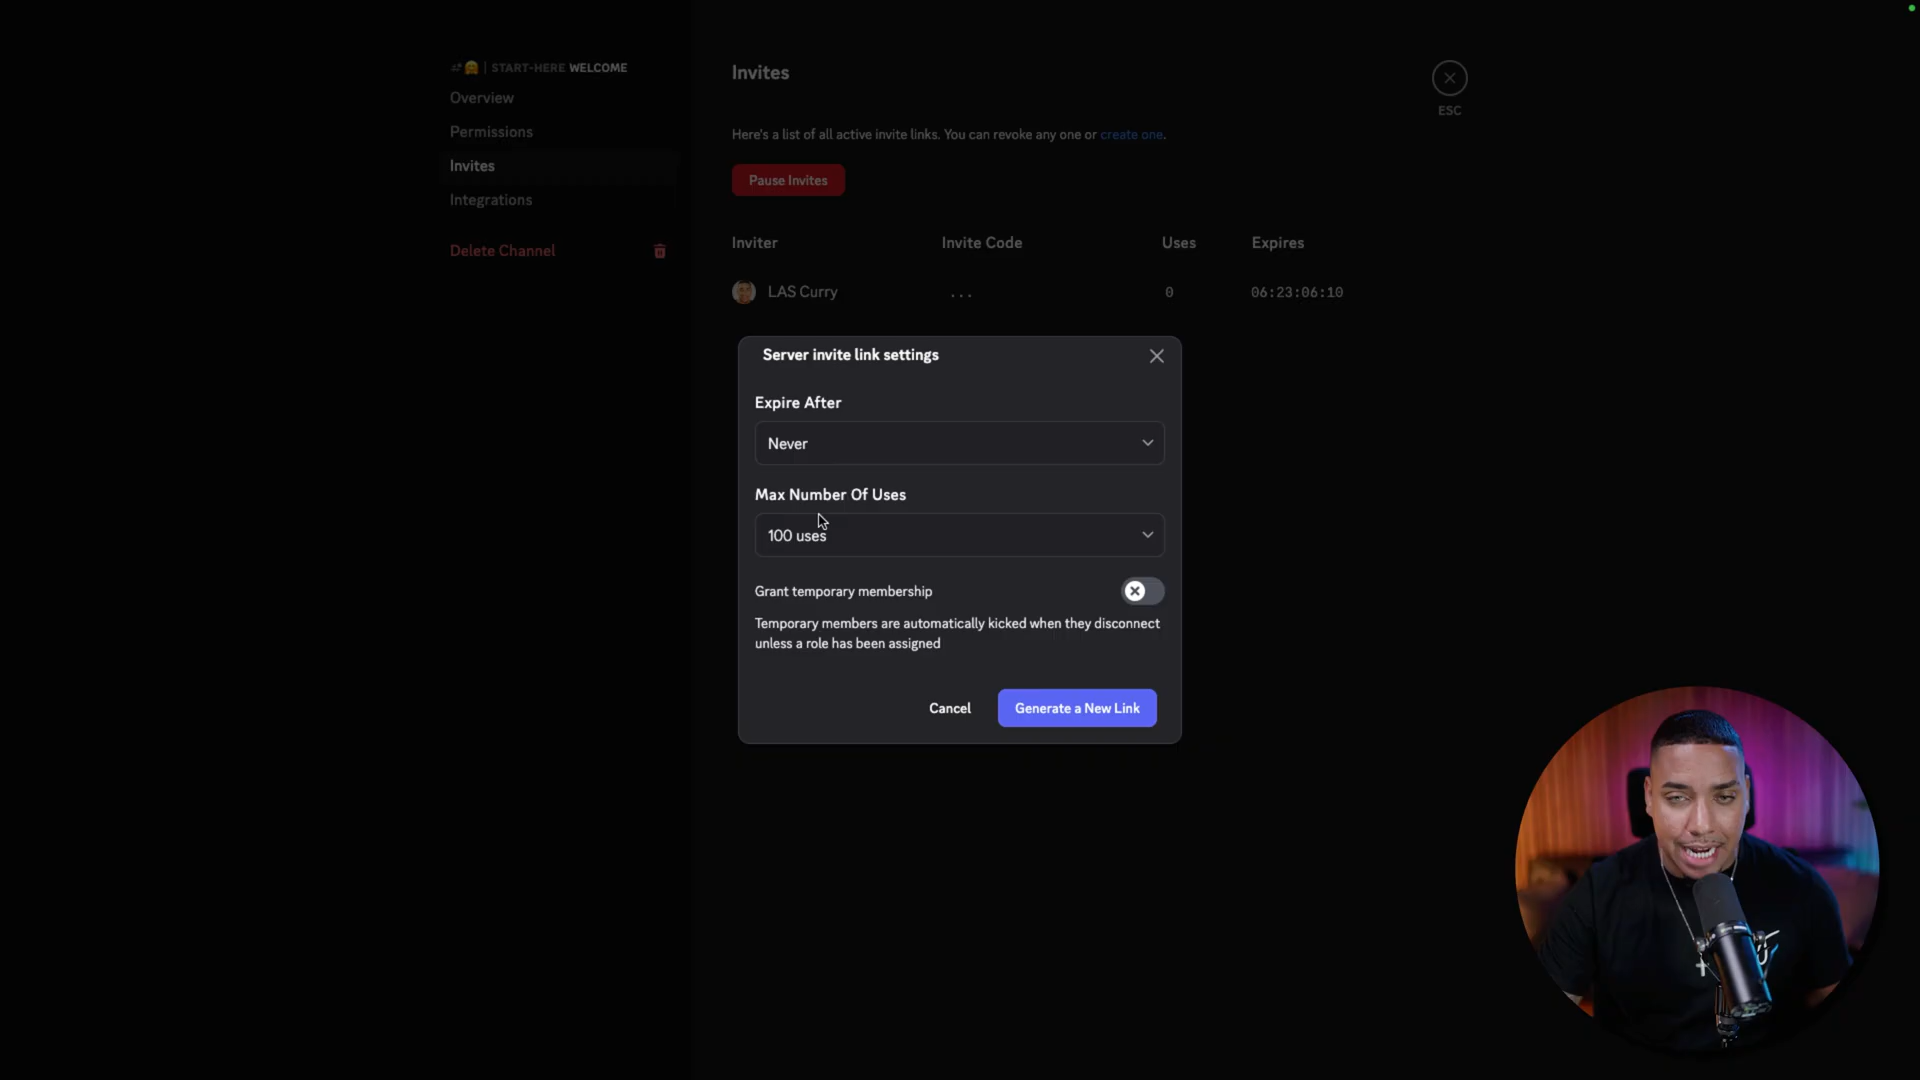 | START-HERE WELCOME
Overview
Permissions
Invites
Integrations
Delete Channel
Invites
ESC
Here's a list of all active invite links. You can revoke any one or create one.
Pause Invites
Inviter Invite Code Uses Expires
LAS Curry ... 0 06:23:06:10
Server invite link settings
Expire After
Never
Max Number Of Uses
100 uses
Grant temporary membership
Temporary members are automatically kicked when they disconnect
unless a role has been assigned
Cancel Generate a New Link